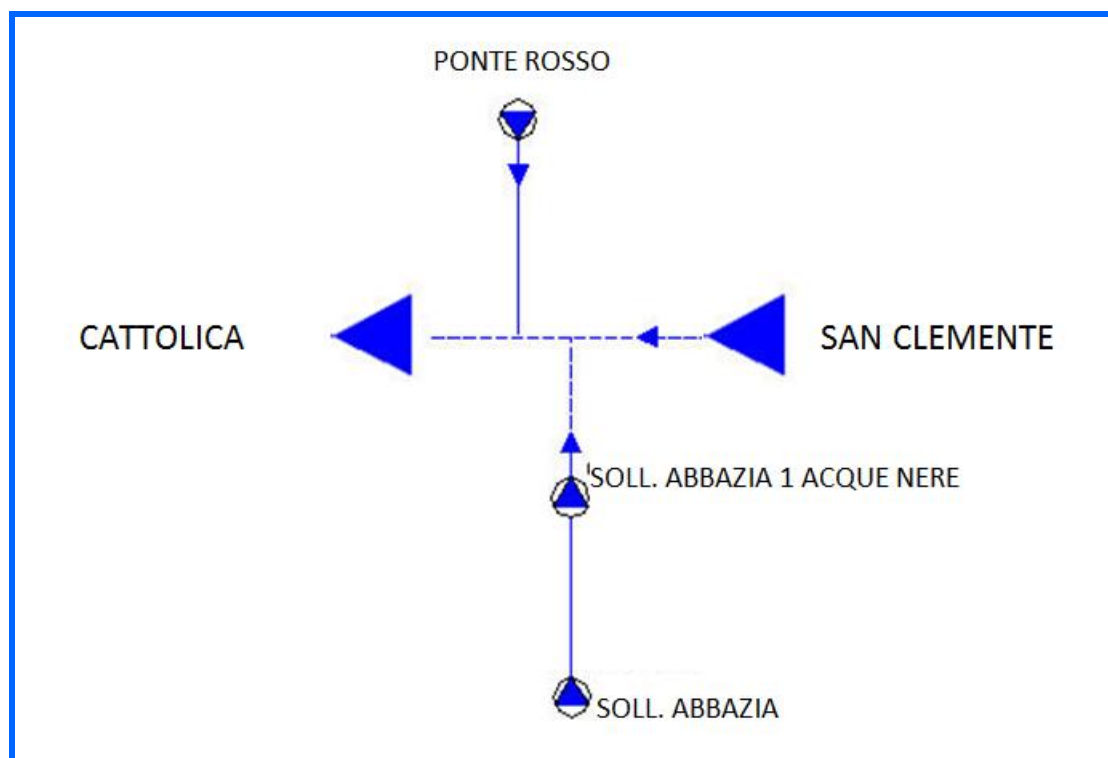 PONTE ROSSO
CATTOLICA
SAN CLEMENTE
SOLL. ABBAZIA 1 ACQUE NERE
SOLL. ABBAZIA